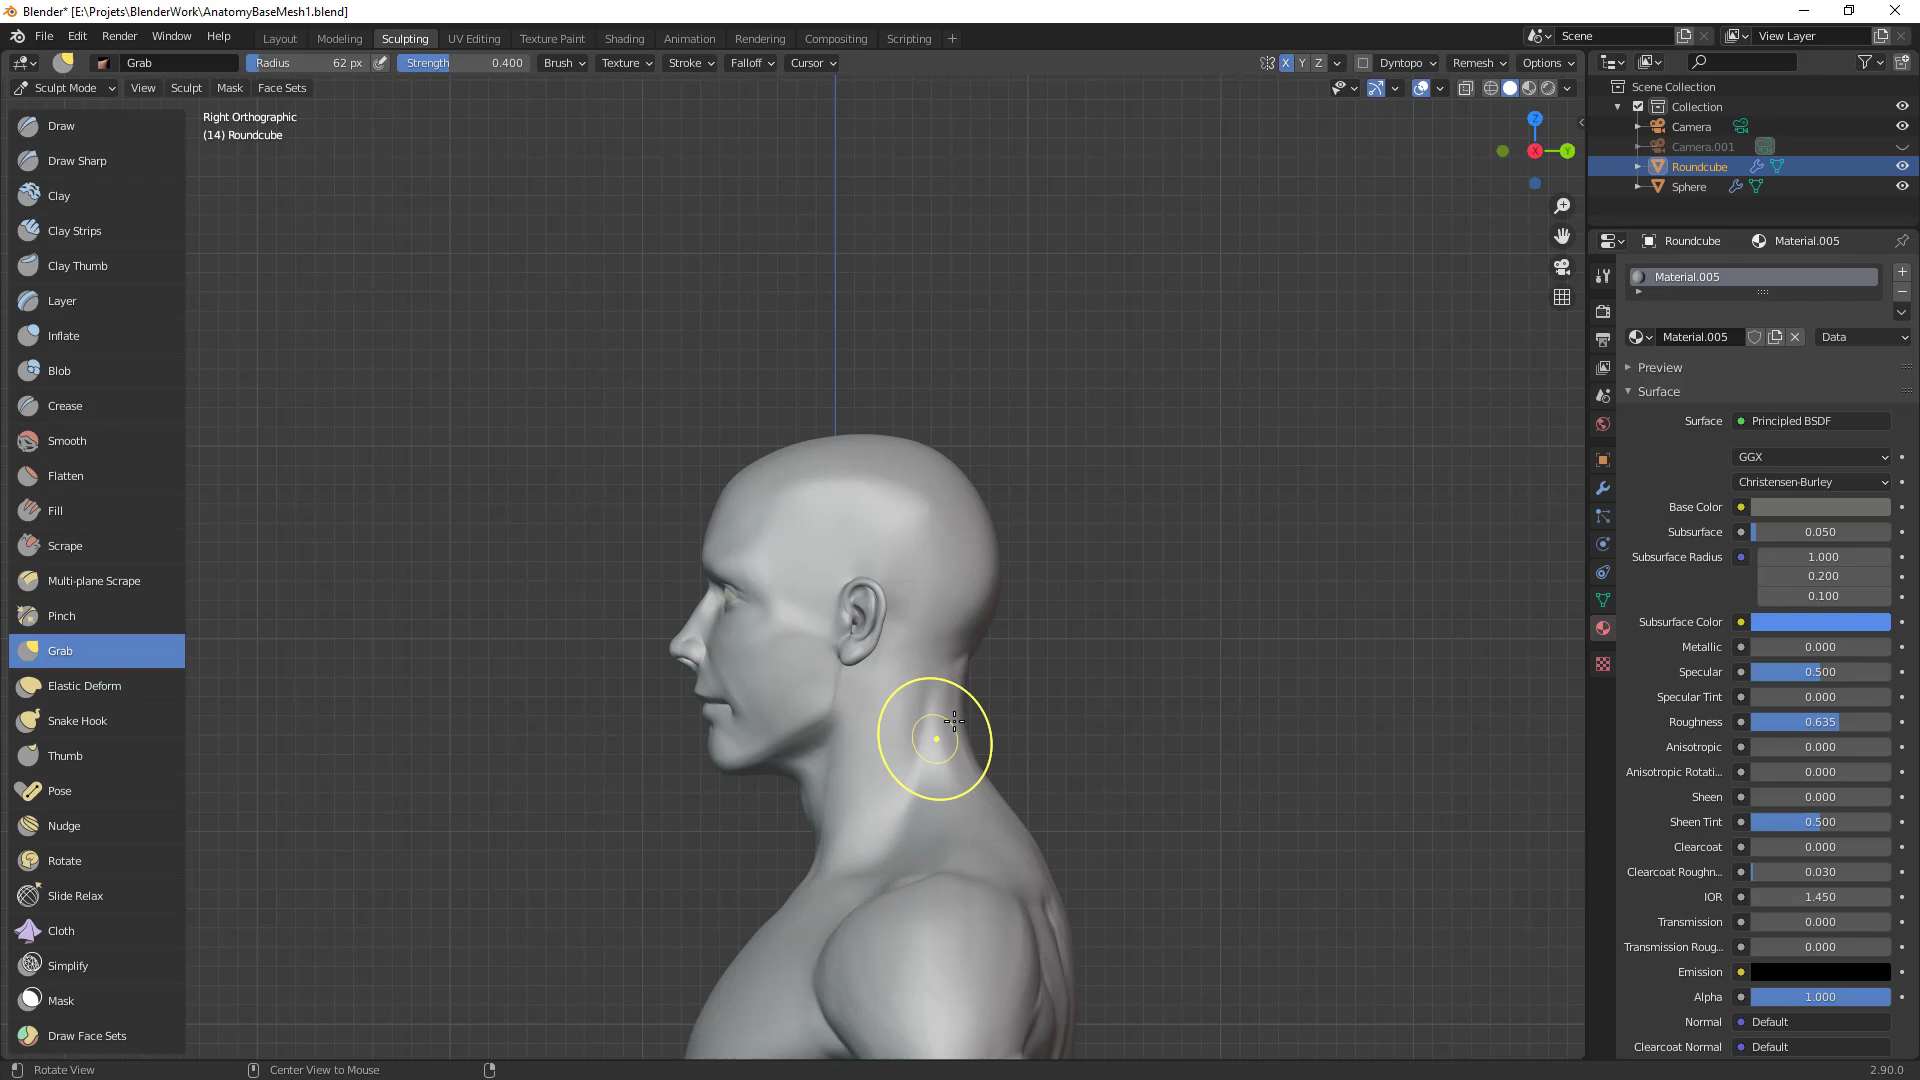 Blender* [E:\Projets\BlenderWork\AnatomyBaseMesh1.blend]
File Edit Render Window Help
Layout Modeling Sculpting UV Editing Texture Paint Shading Animation Rendering Compositing Scripting
Scene
View Layer
Grab
Radius 62 px
Strength 0.400
Brush Texture Stroke Falloff Cursor
X Y Z
Dyntopo Remesh Options
Sculpt Mode View Sculpt Mask Face Sets
Right Orthographic
(14) Roundcube
Draw
Draw Sharp
Clay
Clay Strips
Clay Thumb
Layer
Inflate
Blob
Crease
Smooth
Flatten
Fill
Scrape
Multi-plane Scrape
Pinch
Grab
Elastic Deform
Snake Hook
Thumb
Pose
Nudge
Rotate
Slide Relax
Cloth
Simplify
Mask
Draw Face Sets
Z
X
Y
Scene Collection
Collection
Camera
Camera.001
Roundcube
Sphere
Roundcube
Material.005
Material.005
Material.005
Data
Preview
Surface
Surface Principled BSDF
GGX
Christensen-Burley
Base Color
Subsurface 0.050
Subsurface Radius 1.000
0.200
0.100
Subsurface Color
Metallic 0.000
Specular 0.500
Specular Tint 0.000
Roughness 0.635
Anisotropic 0.000
Anisotropic Rotati... 0.000
Sheen 0.000
Sheen Tint 0.500
Clearcoat 0.000
Clearcoat Roughn... 0.030
IOR 1.450
Transmission 0.000
Transmission Roug... 0.000
Emission
Alpha 1.000
Normal Default
Clearcoat Normal Default
Rotate View
Center View to Mouse
2.90.0